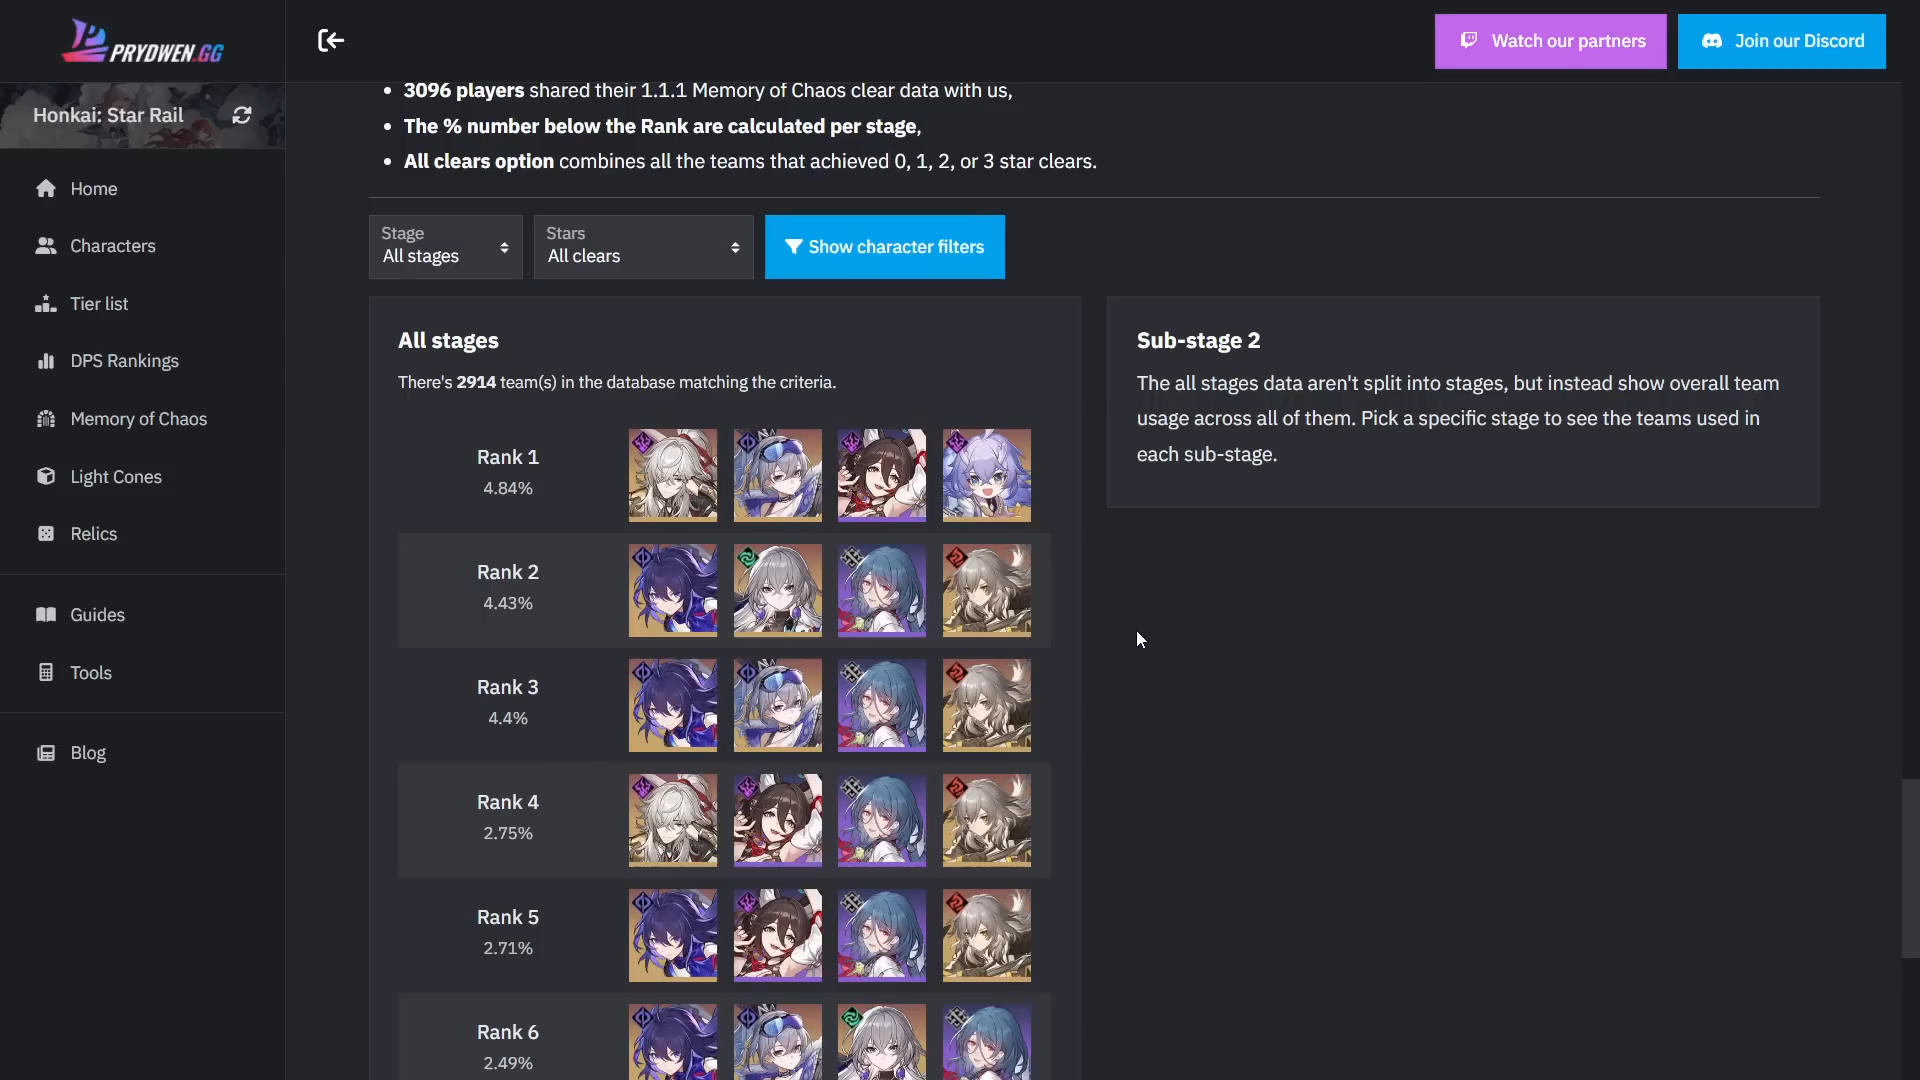 PRYDWEN.GG
Watch our partners
Join our Discord
Honkai: Star Rail
Home
Characters
Tier list
DPS Rankings
Memory of Chaos
Light Cones
Relics
Guides
Tools
Blog
3096 players shared their 1.1.1 Memory of Chaos clear data with us,
The % number below the Rank are calculated per stage,
All clears option combines all the teams that achieved 0, 1, 2, or 3 star clears.
Stage
All stages
Stars
All clears
Show character filters
All stages
There's 2914 team(s) in the database matching the criteria.
Rank 1
4.84%
Rank 2
4.43%
Rank 3
4.4%
Rank 4
2.75%
Rank 5
2.71%
Rank 6
2.49%
Sub-stage 2
The all stages data aren't split into stages, but instead show overall team
usage across all of them. Pick a specific stage to see the teams used in
each sub-stage.